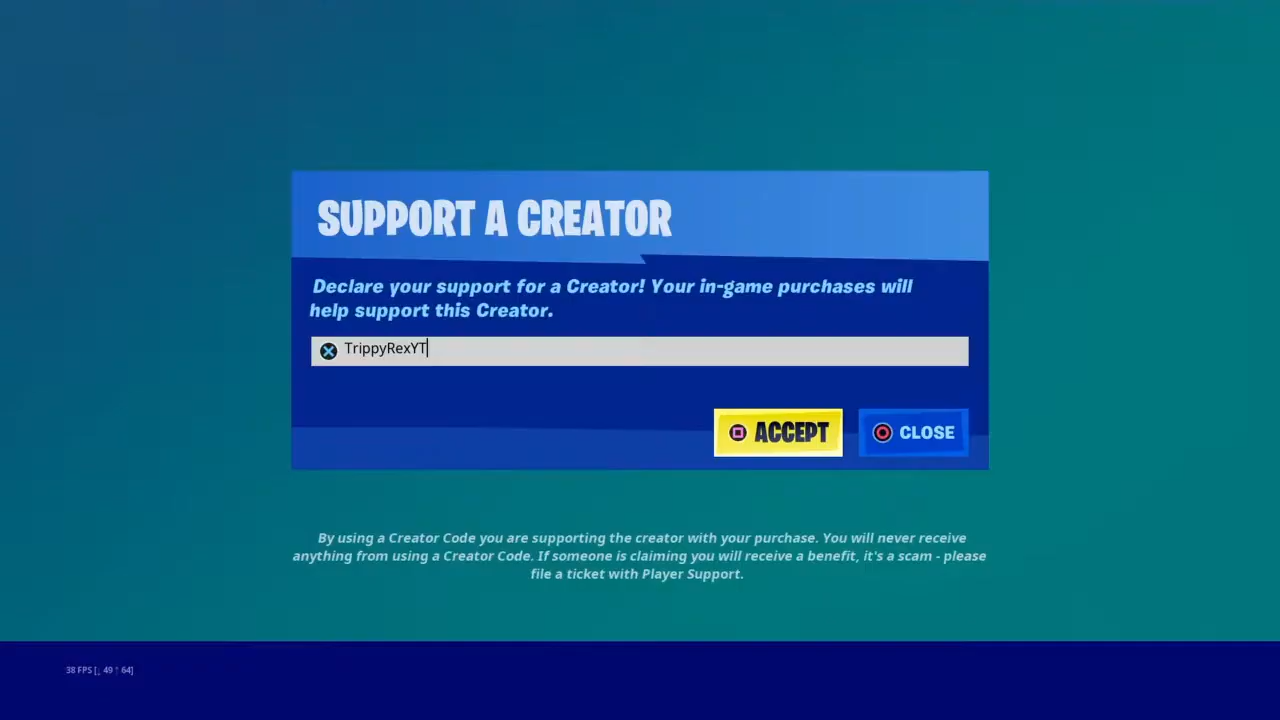 SUPPORT A CREATOR
Declare your support for a Creator! Your in-game purchases will
help support this Creator.
TrippyRexYT
ACCEPT
CLOSE
By using a Creator Code you are supporting the creator with your purchase. You will never receive
anything from using a Creator Code. If someone is claiming you will receive a benefit, it's a scam - please
file a ticket with Player Support.
38 FPS [↓ 49 ↑ 64]